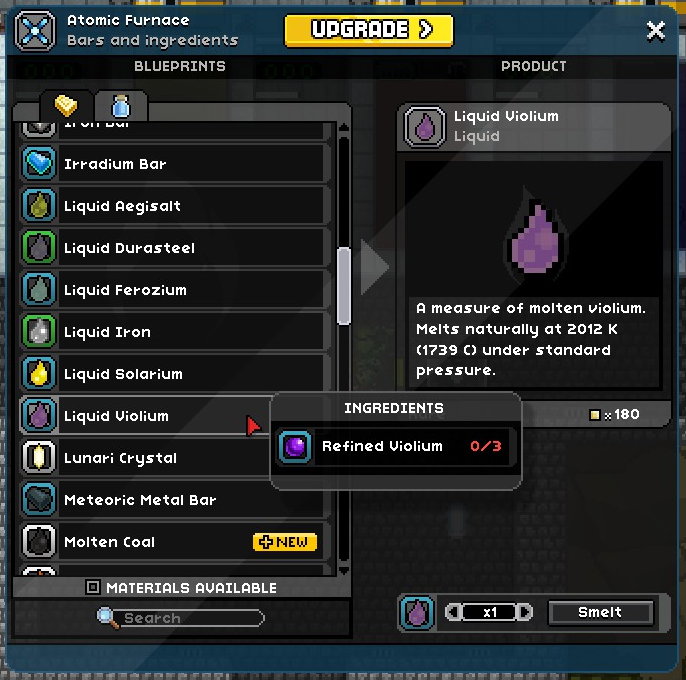 Atomic Furnace
Bars and ingredients
UPGRADE
BLUEPRINTS
PRODUCT
Iron Bar
Irradium Bar
Liquid Aegisalt
Liquid Durasteel
Liquid Ferozium
Liquid Iron
Liquid Solarium
Liquid Violium
Lunari Crystal
Meteoric Metal Bar
Molten Coal
NEW
MATERIALS AVAILABLE
Search
Liquid Violium
Liquid
A measure of molten violium.
Melts naturally at 2012 K
(1739 C) under standard
pressure.
x180
INGREDIENTS
Refined Violium 0/3
x1
Smelt